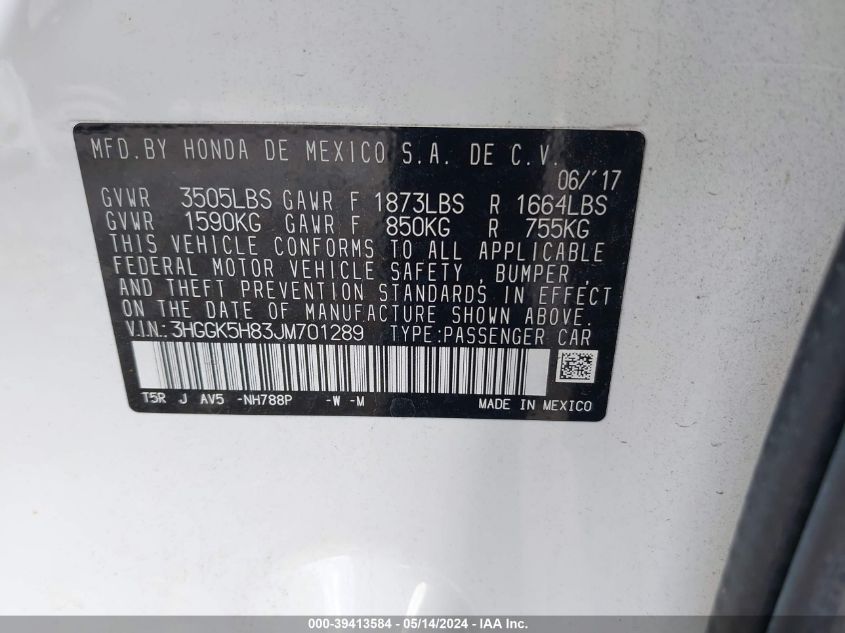 MFD.BY HONDA DE MEXICO S.A. DE C.V.
06/'17
GVWR 3505LBS GAWR F 1873LBS R 1664LBS
GVWR 1590KG GAWR F 850KG R 755KG
THIS VEHICLE CONFORMS TO ALL APPLICABLE
FEDERAL MOTOR VEHICLE SAFETY, BUMPER,
AND THEFT PREVENTION STANDARDS IN EFFECT
ON THE DATE OF MANUFACTURE SHOWN ABOVE.
V.I.N.:3HGGK5H83JM701289 TYPE:PASSENGER CAR
T5R J AV5 -NH788P -W -M MADE IN MEXICO
000-39413584 - 05/14/2024 - IAA Inc.